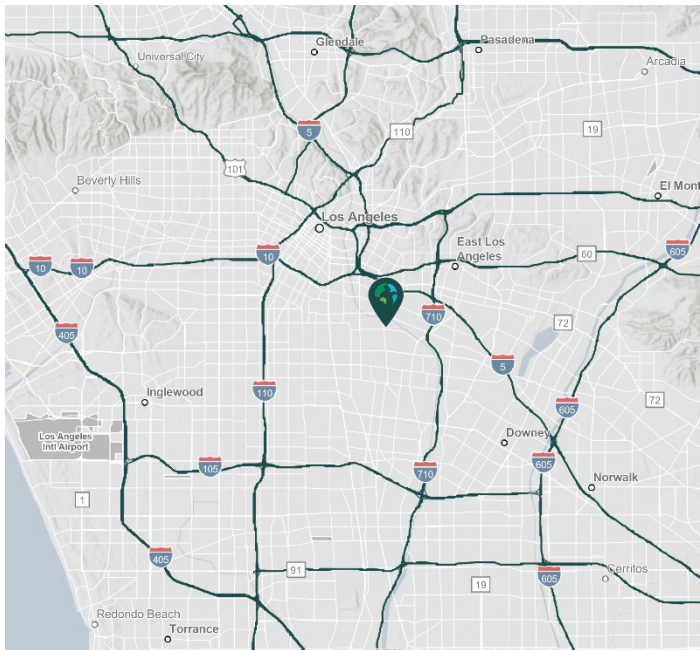 Glendale
Pasadena
Universal City
Arcadia
5
110
19
101
Beverly Hills
El Mont
Los Angeles
East Los
Angeles
10
10
10
60
605
710
405
72
5
110
Inglewood
72
605
Los Angeles
Intl Airport
Downey
105
710
605
Norwalk
1
405
91
19
605
Cerritos
Redondo Beach
Torrance